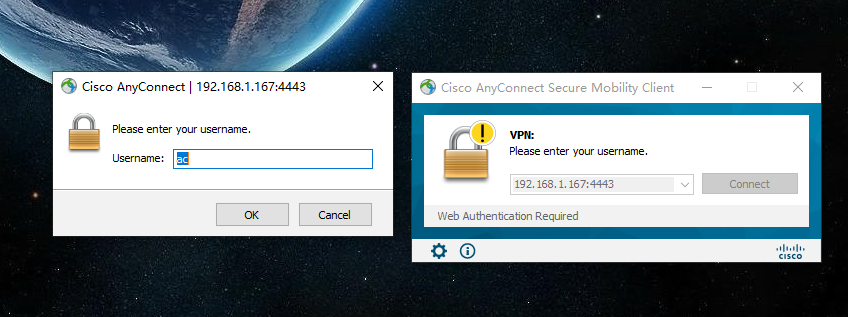 Cisco AnyConnect | 192.168.1.167:4443
Please enter your username.
Username: ac
OK Cancel
Cisco AnyConnect Secure Mobility Client
VPN:
Please enter your username.
192.168.1.167:4443 Connect
Web Authentication Required
CISCO